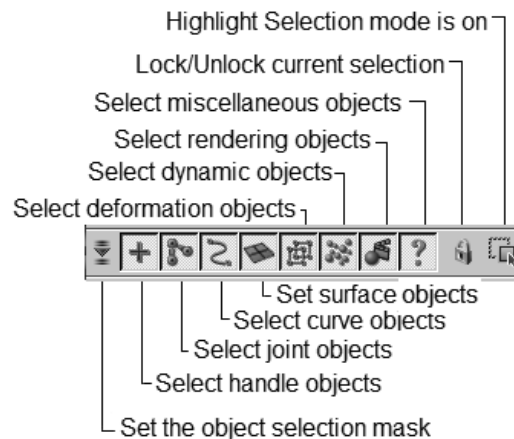 Highlight Selection mode is on
Lock/Unlock current selection
Select miscellaneous objects
Select rendering objects
Select dynamic objects
Select deformation objects
?
Set surface objects
Select curve objects
Select joint objects
Select handle objects
Set the object selection mask